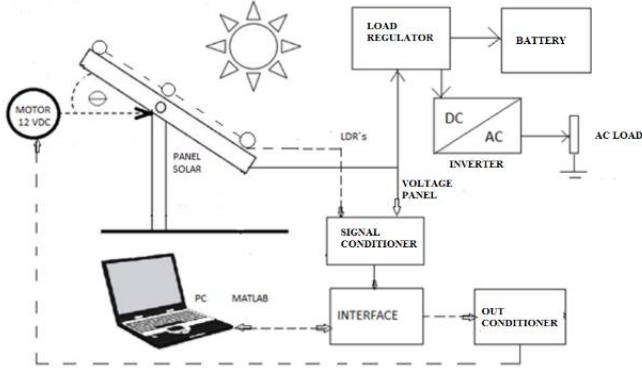 LOAD
REGULATOR
BATTERY
MOTOR
12 VDC
DC
AC
LDR´s
AC LOAD
PANEL
SOLAR
INVERTER
VOLTAGE
PANEL
SIGNAL
CONDITIONER
PC MATLAB
INTERFACE
OUT
CONDITIONER